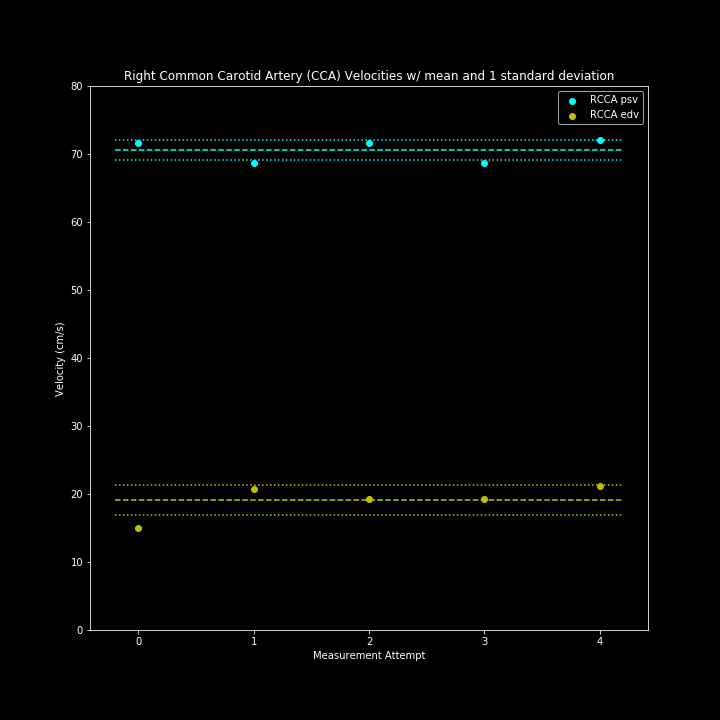 Right Common Carotid Artery (CCA) Velocities w/ mean and 1 standard deviation
RCCA psv
RCCA edv
80
70
60
50
40
30
20
10
0
Velocity (cm/s)
0 1 2 3 4
Measurement Attempt